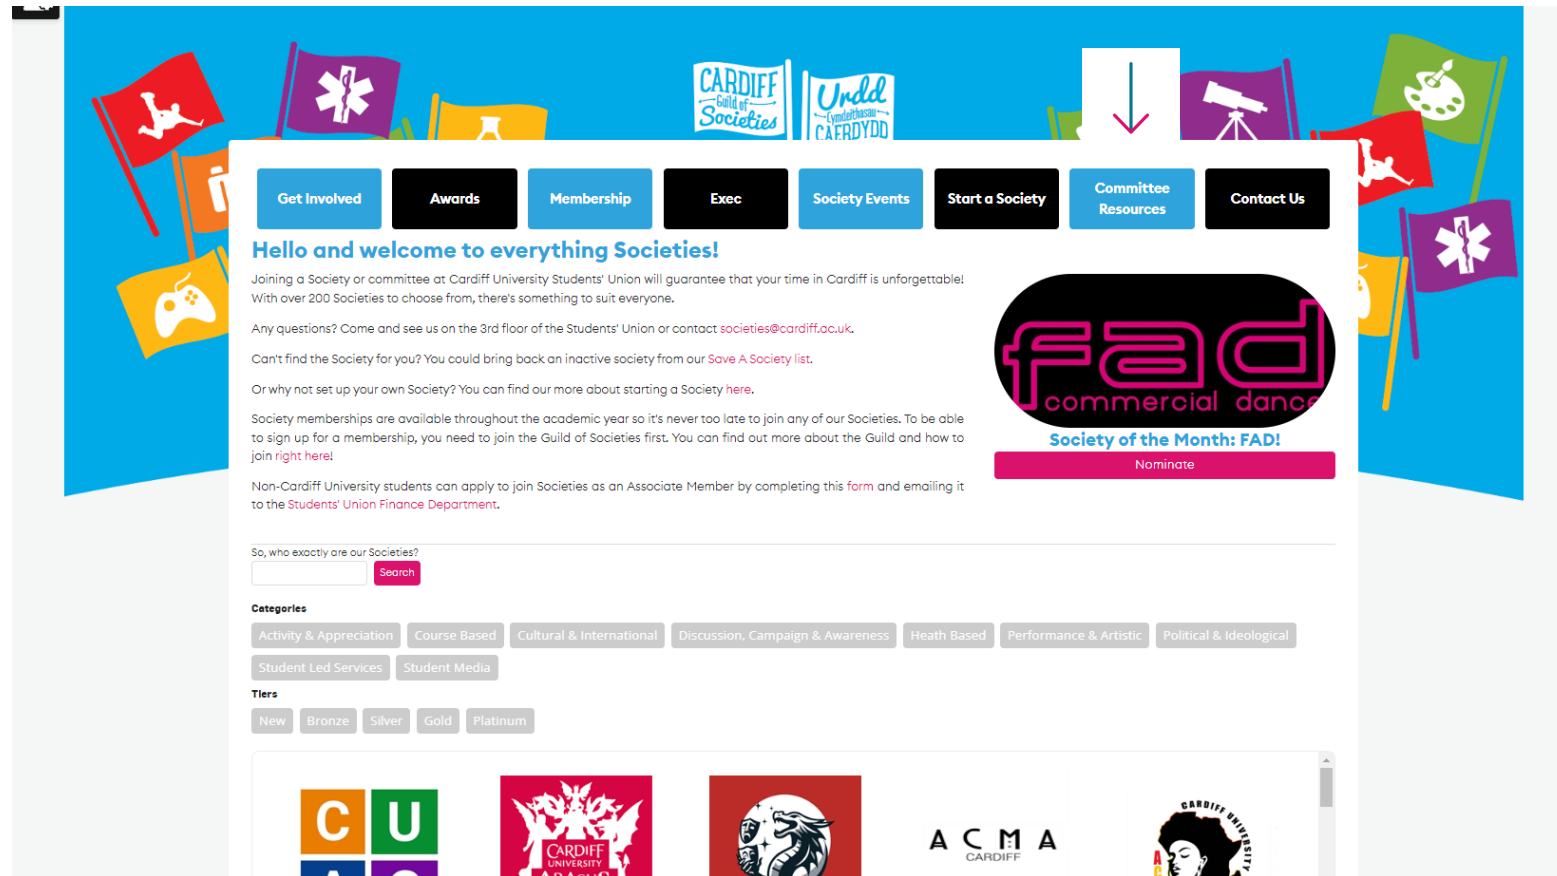 CARDIFF
Guild of
Societies
Urdd
Cymdeithasau
CAERDYDD
Get Involved
Awards
Membership
Exec
Society Events
Start a Society
Committee
Resources
Contact Us
Hello and welcome to everything Societies!
Joining a Society or committee at Cardiff University Students' Union will guarantee that your time in Cardiff is unforgettable!
With over 200 Societies to choose from, there's something to suit everyone.
Any questions? Come and see us on the 3rd floor of the Students' Union or contact societies@cardiff.ac.uk.
Can't find the Society for you? You could bring back an inactive society from our Save A Society list.
Or why not set up your own Society? You can find our more about starting a Society here.
Society memberships are available throughout the academic year so it's never too late to join any of our Societies. To be able
to sign up for a membership, you need to join the Guild of Societies first. You can find out more about the Guild and how to
join right here!
Non-Cardiff University students can apply to join Societies as an Associate Member by completing this form and emailing it
to the Students' Union Finance Department.
fad
commercial dance
Society of the Month: FAD!
Nominate
So, who exactly are our Societies?
Search
Categories
Activity & Appreciation
Course Based
Cultural & International
Discussion, Campaign & Awareness
Heath Based
Performance & Artistic
Political & Ideological
Student Led Services
Student Media
Tiers
New
Bronze
Silver
Gold
Platinum
C U
CARDIFF
UNIVERSITY
ACMA
CARDIFF
CARDIFF UNIVERSITY